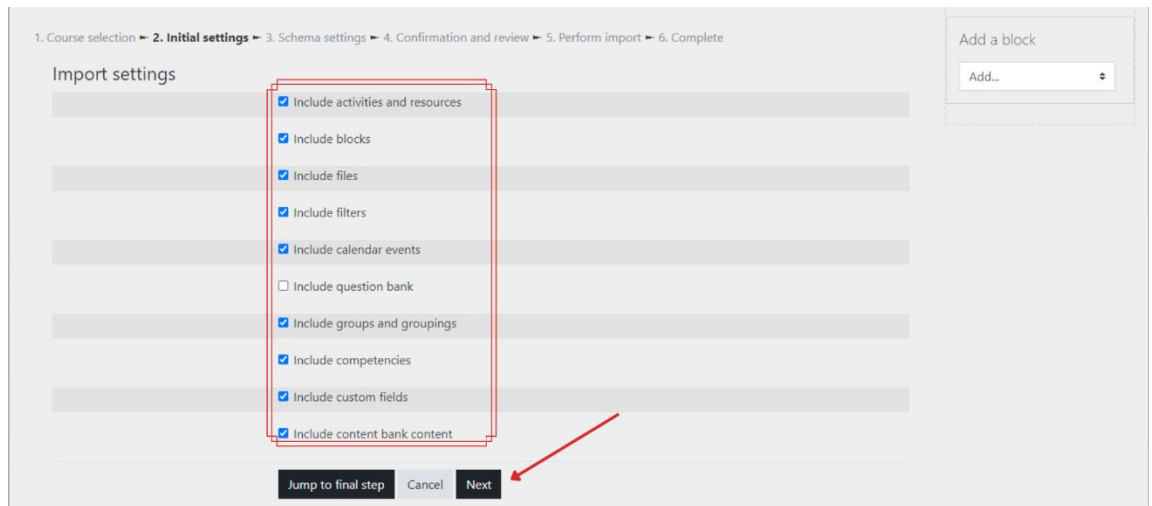 1. Course selection ► 2. Initial settings ► 3. Schema settings ► 4. Confirmation and review ► 5. Perform import ► 6. Complete
Import settings
Include activities and resources
Include blocks
Include files
Include filters
Include calendar events
Include question bank
Include groups and groupings
Include competencies
Include custom fields
Include content bank content
Jump to final step Cancel Next
Add a block
Add...